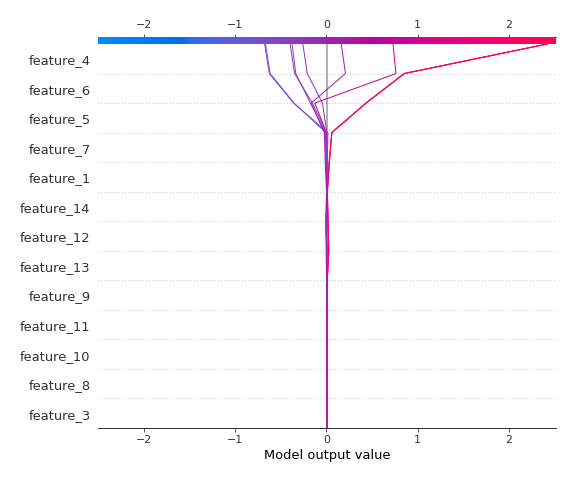 −2 −1 0 1 2
feature_4
feature_6
feature_5
feature_7
feature_1
feature_14
feature_12
feature_13
feature_9
feature_11
feature_10
feature_8
feature_3
−2 −1 0 1 2
Model output value